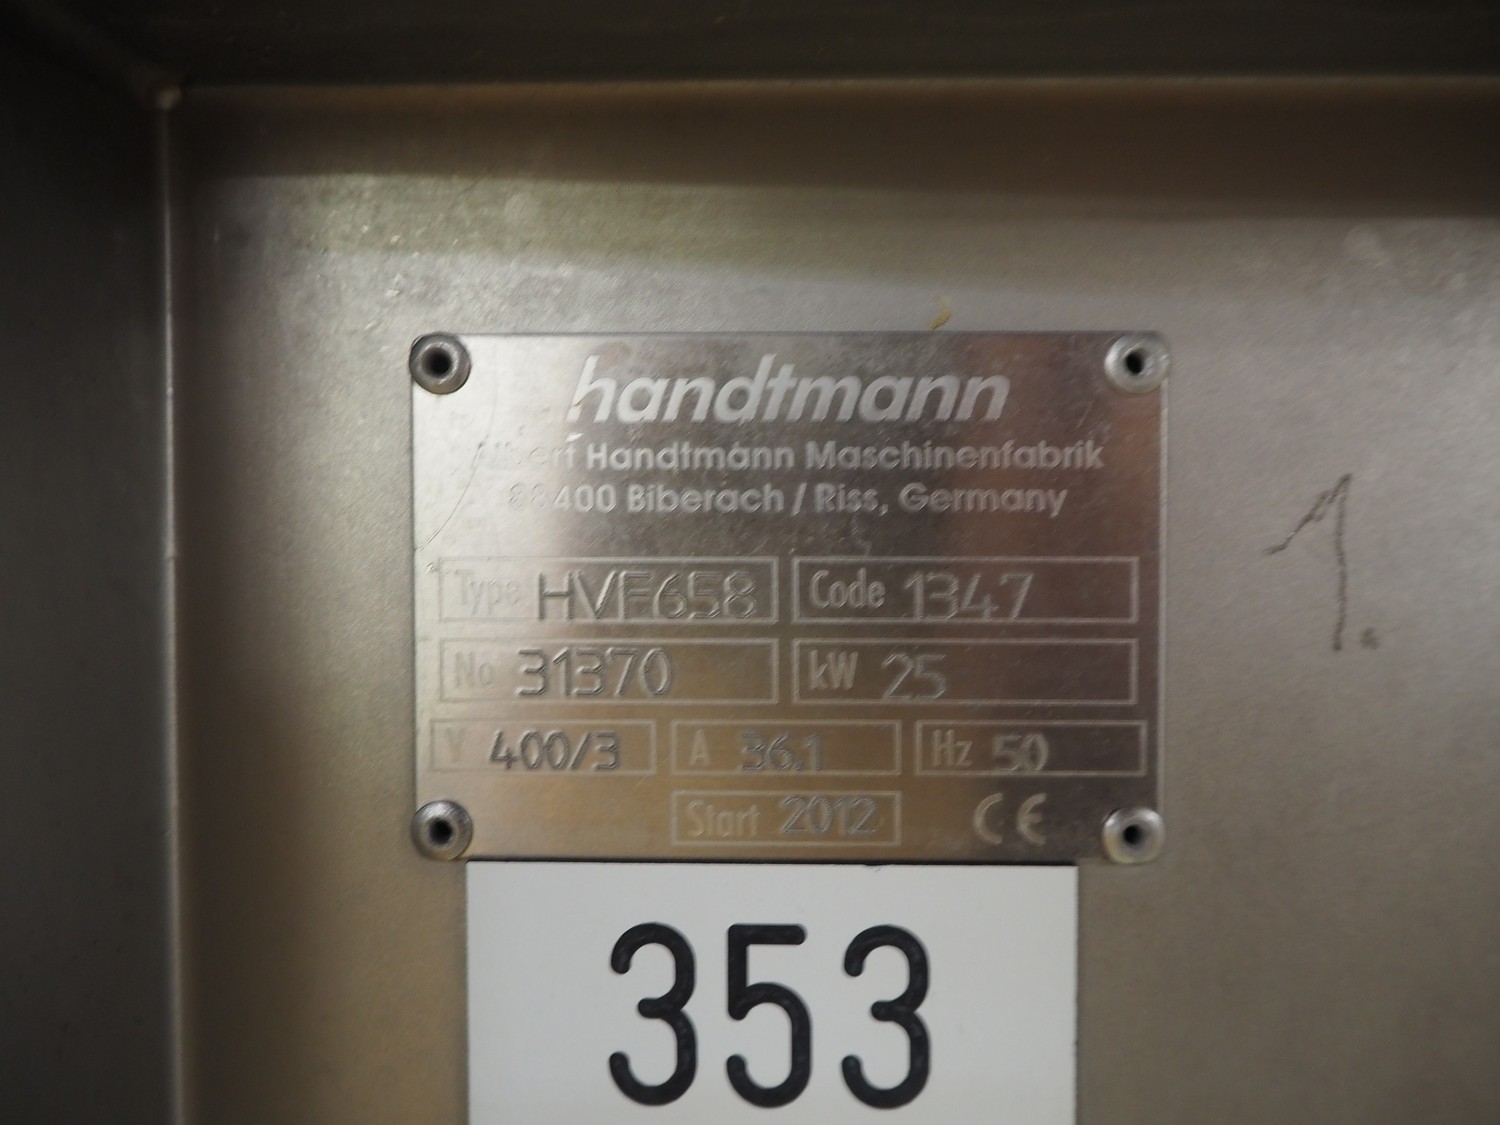 handtmann
Albert Handtmann Maschinenfabrik
88400 Biberach / Riss, Germany
Type HVF658 Code 1347
No 31370 kW 25
V 400/3 A 36.1 Hz 50
Start 2012 CE
1.
353